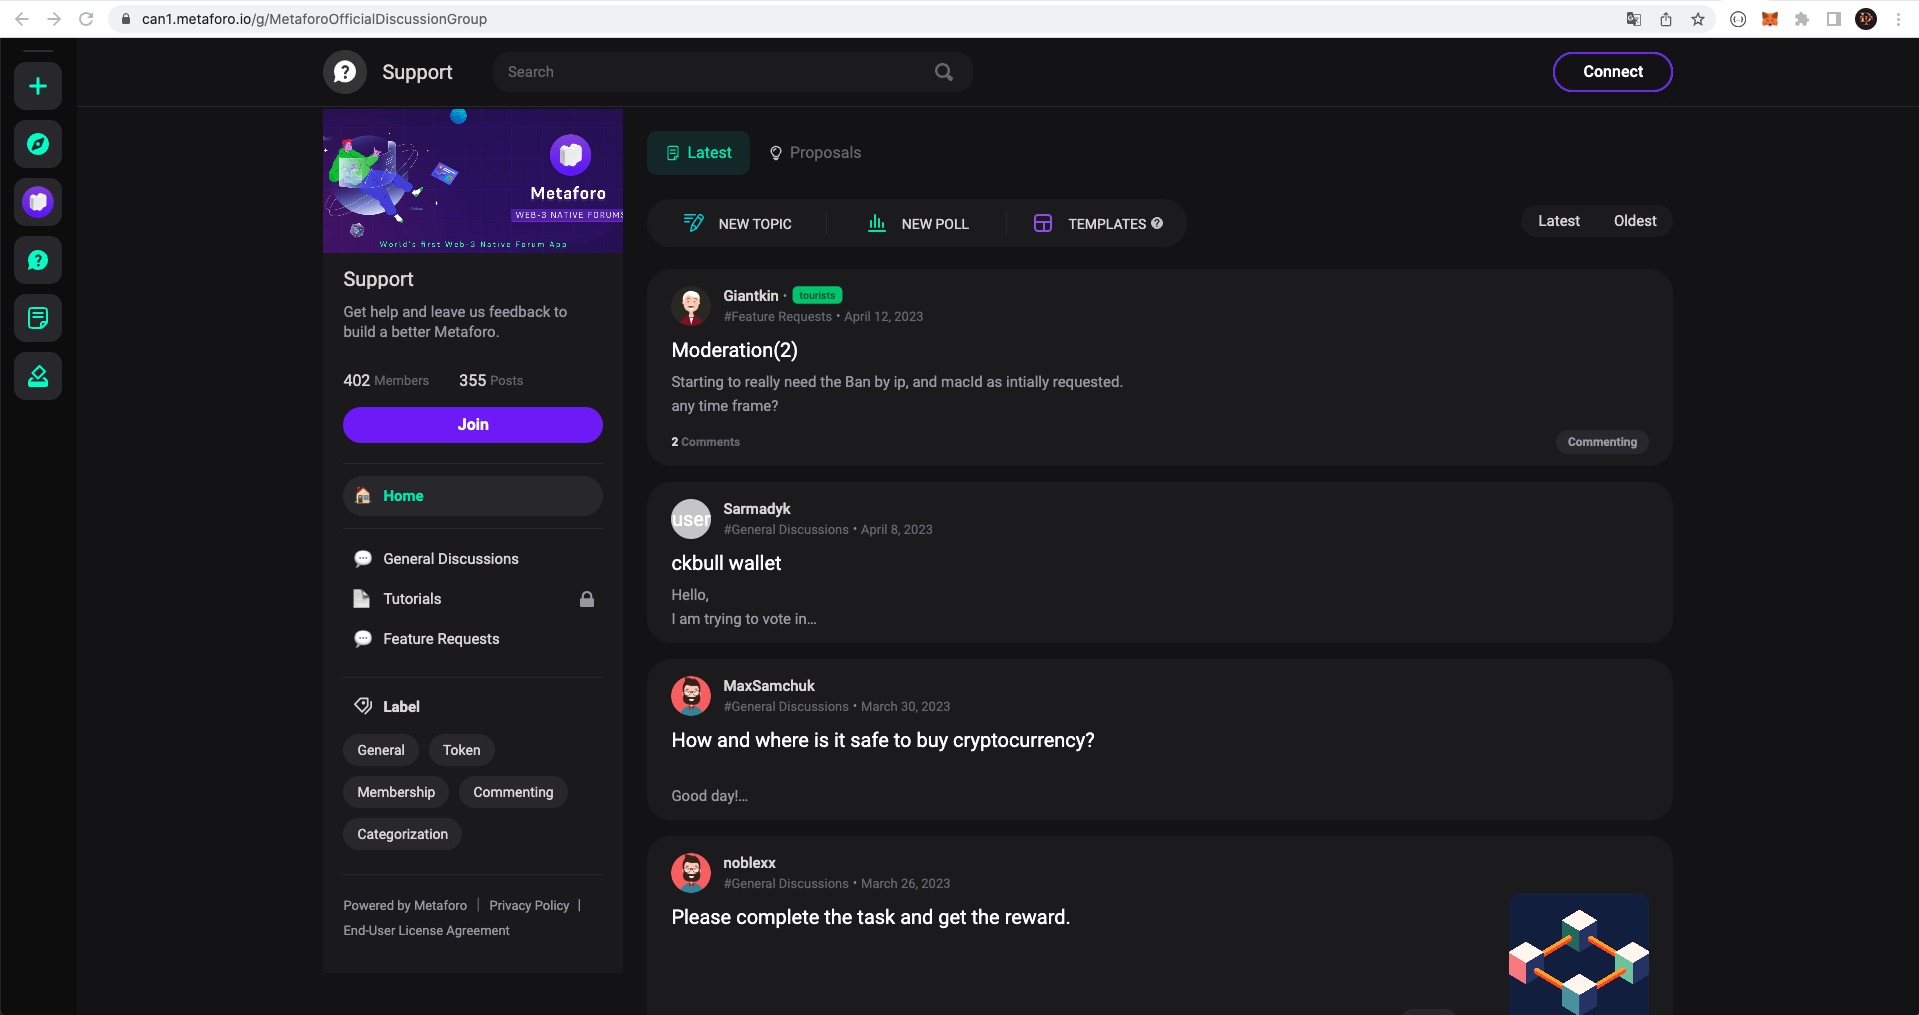 can1.metaforo.io/g/MetaforoOfficialDiscussionGroup
Support
Search
Connect
Metaforo
WEB-3 NATIVE FORUMS
World's first Web-3 Native Forum App
Support
Get help and leave us feedback to
build a better Metaforo.
402 Members 355 Posts
Join
Home
General Discussions
Tutorials
Feature Requests
Label
General Token
Membership Commenting
Categorization
Powered by Metaforo | Privacy Policy |
End-User License Agreement
Latest Proposals
NEW TOPIC NEW POLL TEMPLATES
Latest Oldest
Giantkin · tourists
#Feature Requests • April 12, 2023
Moderation(2)
Starting to really need the Ban by ip, and macId as intially requested.
any time frame?
2 Comments
Commenting
user
Sarmadyk
#General Discussions • April 8, 2023
ckbull wallet
Hello,
I am trying to vote in...
MaxSamchuk
#General Discussions • March 30, 2023
How and where is it safe to buy cryptocurrency?
Good day!...
noblexx
#General Discussions • March 26, 2023
Please complete the task and get the reward.